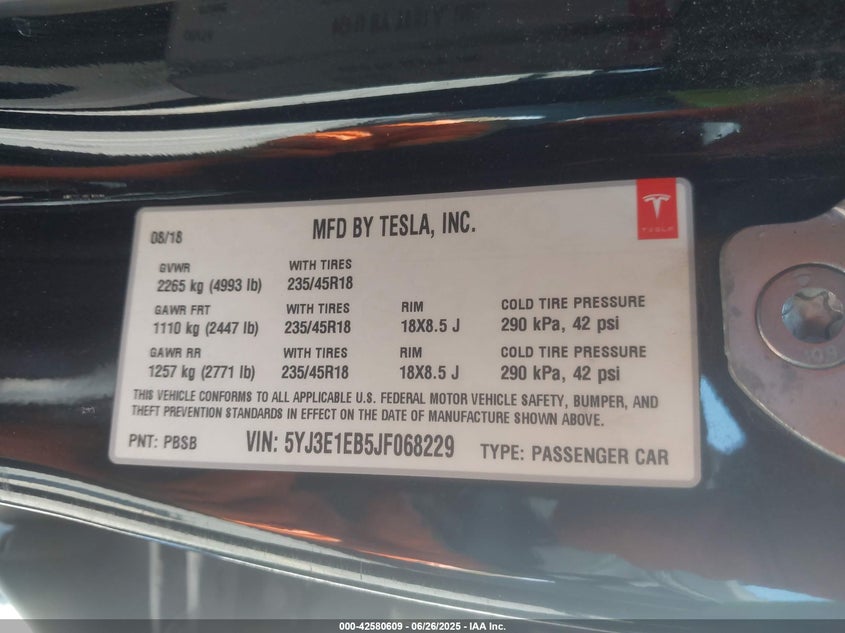 08/18
MFD BY TESLA, INC.
TESLA
GVWR WITH TIRES
2265 kg (4993 lb) 235/45R18
GAWR FRT WITH TIRES RIM COLD TIRE PRESSURE
1110 kg (2447 lb) 235/45R18 18X8.5 J 290 kPa, 42 psi
GAWR RR WITH TIRES RIM COLD TIRE PRESSURE
1257 kg (2771 lb) 235/45R18 18X8.5 J 290 kPa, 42 psi
THIS VEHICLE CONFORMS TO ALL APPLICABLE U.S. FEDERAL MOTOR VEHICLE SAFETY, BUMPER, AND
THEFT PREVENTION STANDARDS IN EFFECT ON THE DATE OF MANUFACTURE SHOWN ABOVE.
PNT: PBSB VIN: 5YJ3E1EB5JF068229 TYPE: PASSENGER CAR
000-42580609 - 06/26/2025 - IAA Inc.